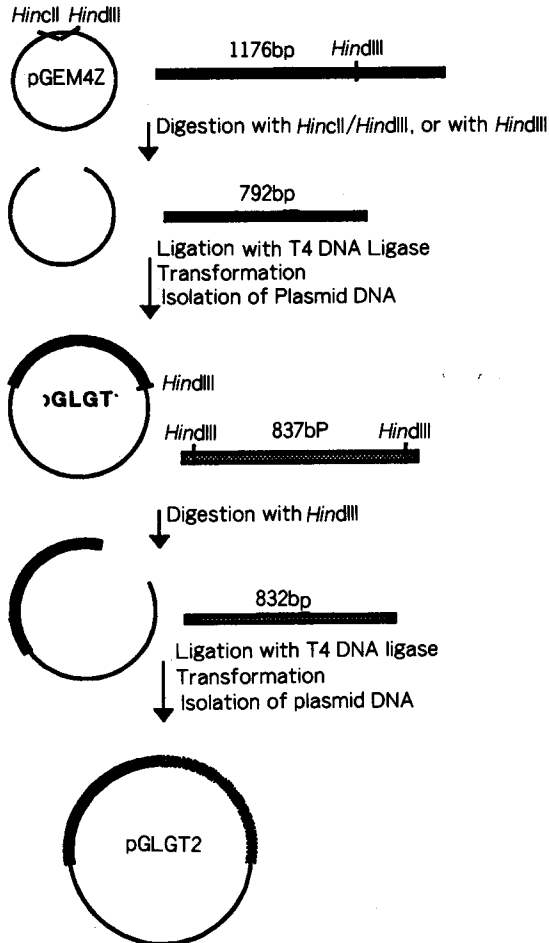 HincII HindIII
pGEM4Z
1176bp HindIII
Digestion with HincII/HindIII, or with HindIII
792bp
Ligation with T4 DNA Ligase
Transformation
Isolation of Plasmid DNA
GLGT
HindIII
HindIII 837bP HindIII
Digestion with HindIII
832bp
Ligation with T4 DNA ligase
Transformation
Isolation of plasmid DNA
pGLGT2